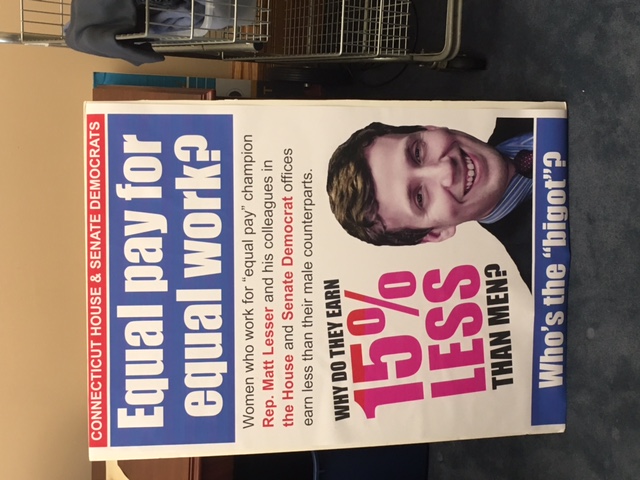 CONNECTICUT HOUSE & SENATE DEMOCRATS
Equal pay for
equal work?
Women who work for "equal pay" champion
Rep. Matt Lesser and his colleagues in
the House and Senate Democrat offices
earn less than their male counterparts.
WHY DO THEY EARN
15%
LESS
THAN MEN?
Who's the "bigot"?